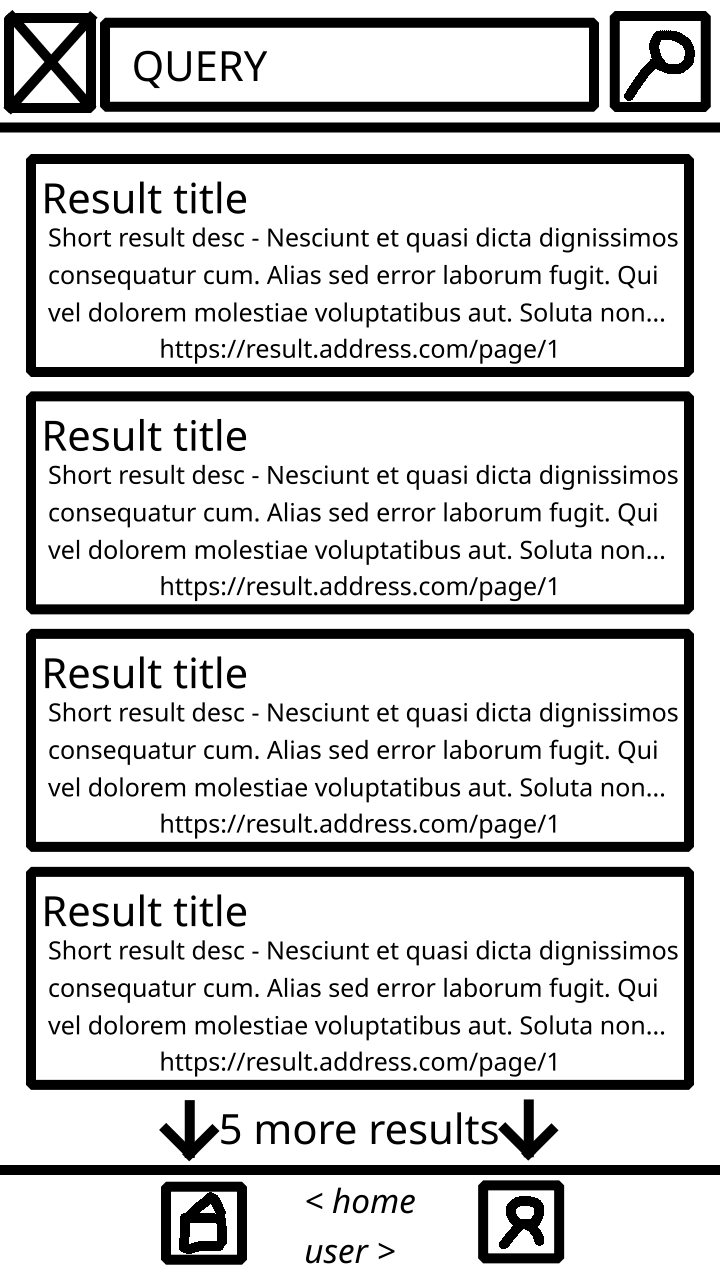 QUERY
Result title
Short result desc - Nesciunt et quasi dicta dignissimos
consequatur cum. Alias sed error laborum fugit. Qui
vel dolorem molestiae voluptatibus aut. Soluta non...
https://result.address.com/page/1
Result title
Short result desc - Nesciunt et quasi dicta dignissimos
consequatur cum. Alias sed error laborum fugit. Qui
vel dolorem molestiae voluptatibus aut. Soluta non...
https://result.address.com/page/1
Result title
Short result desc - Nesciunt et quasi dicta dignissimos
consequatur cum. Alias sed error laborum fugit. Qui
vel dolorem molestiae voluptatibus aut. Soluta non...
https://result.address.com/page/1
Result title
Short result desc - Nesciunt et quasi dicta dignissimos
consequatur cum. Alias sed error laborum fugit. Qui
vel dolorem molestiae voluptatibus aut. Soluta non...
https://result.address.com/page/1
5 more results
< home
user >